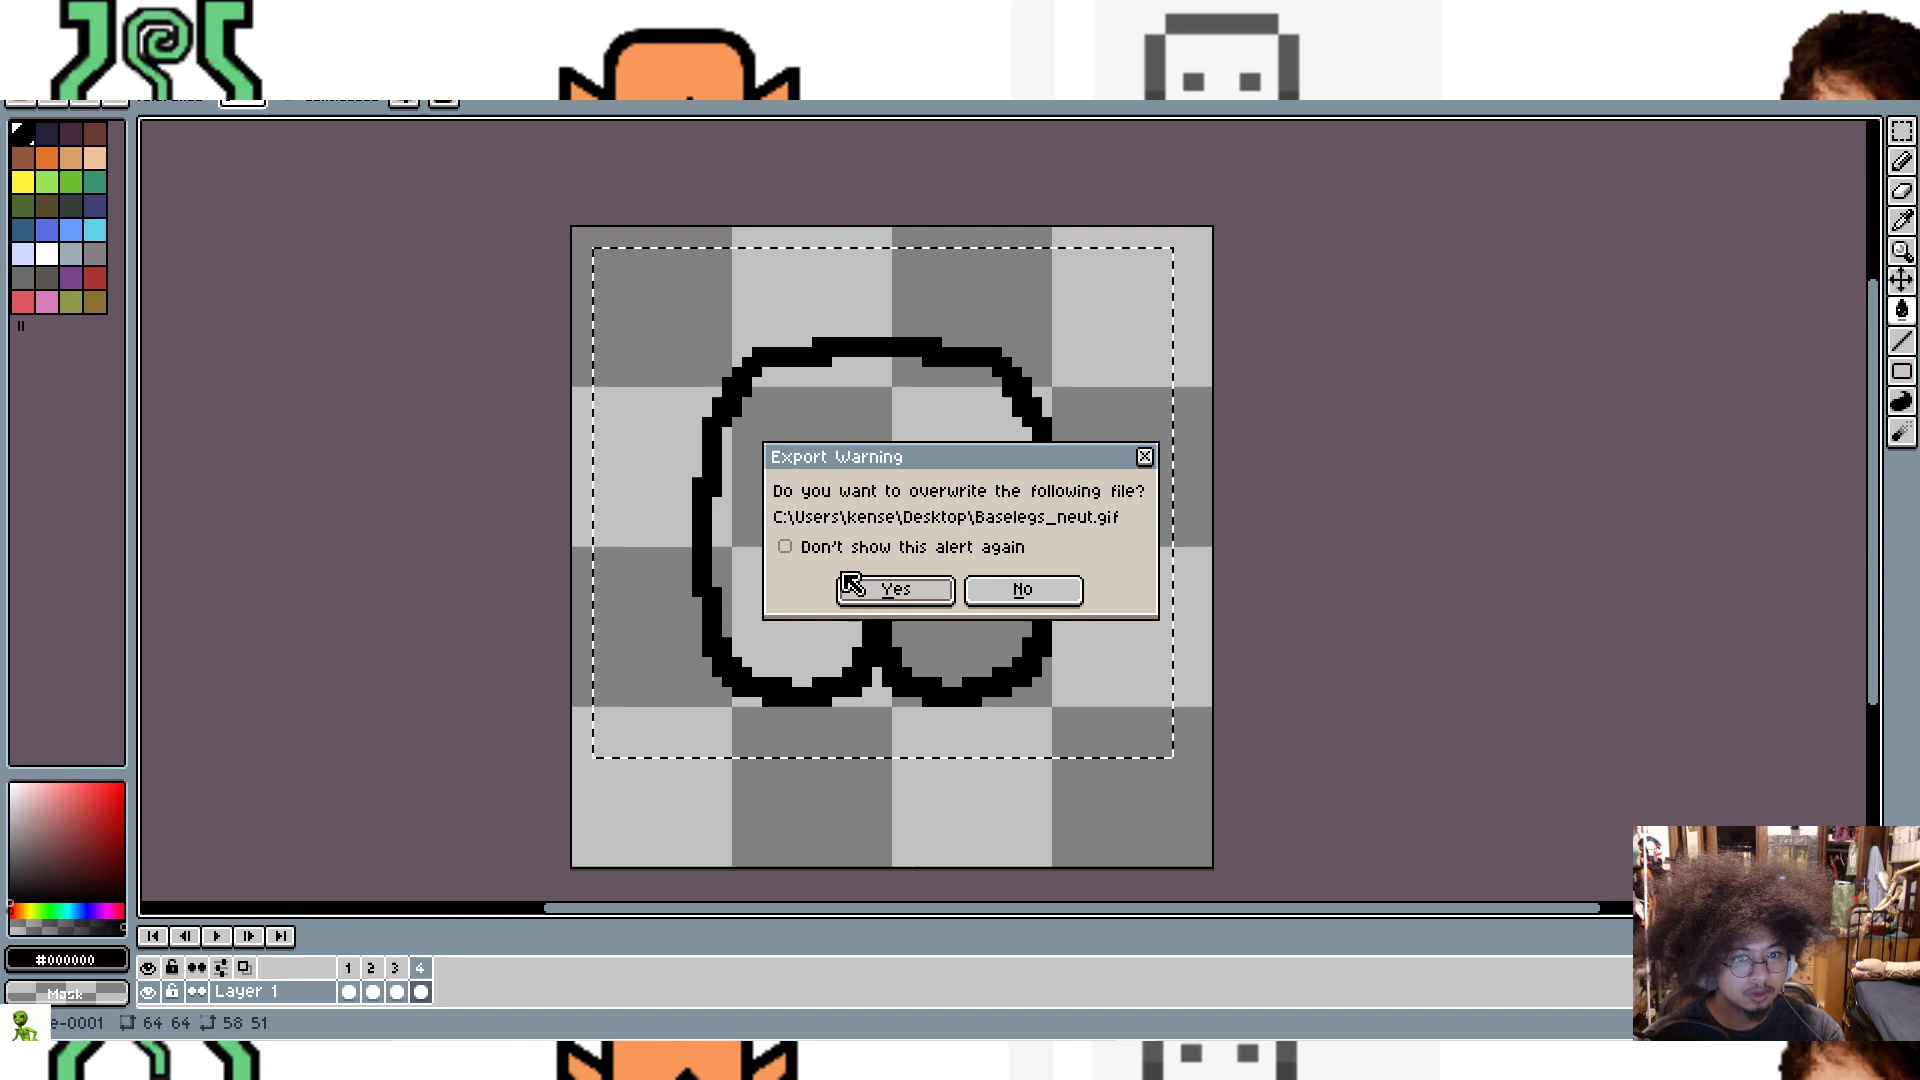 Export Warning
Do you want to overwrite the following file?
C:\Users\kense\Desktop\Baselegs_neut.gif
Don't show this alert again
Yes
No
#000000
Mask
1 2 3 4
Layer 1
e-0001 64 64 58 51